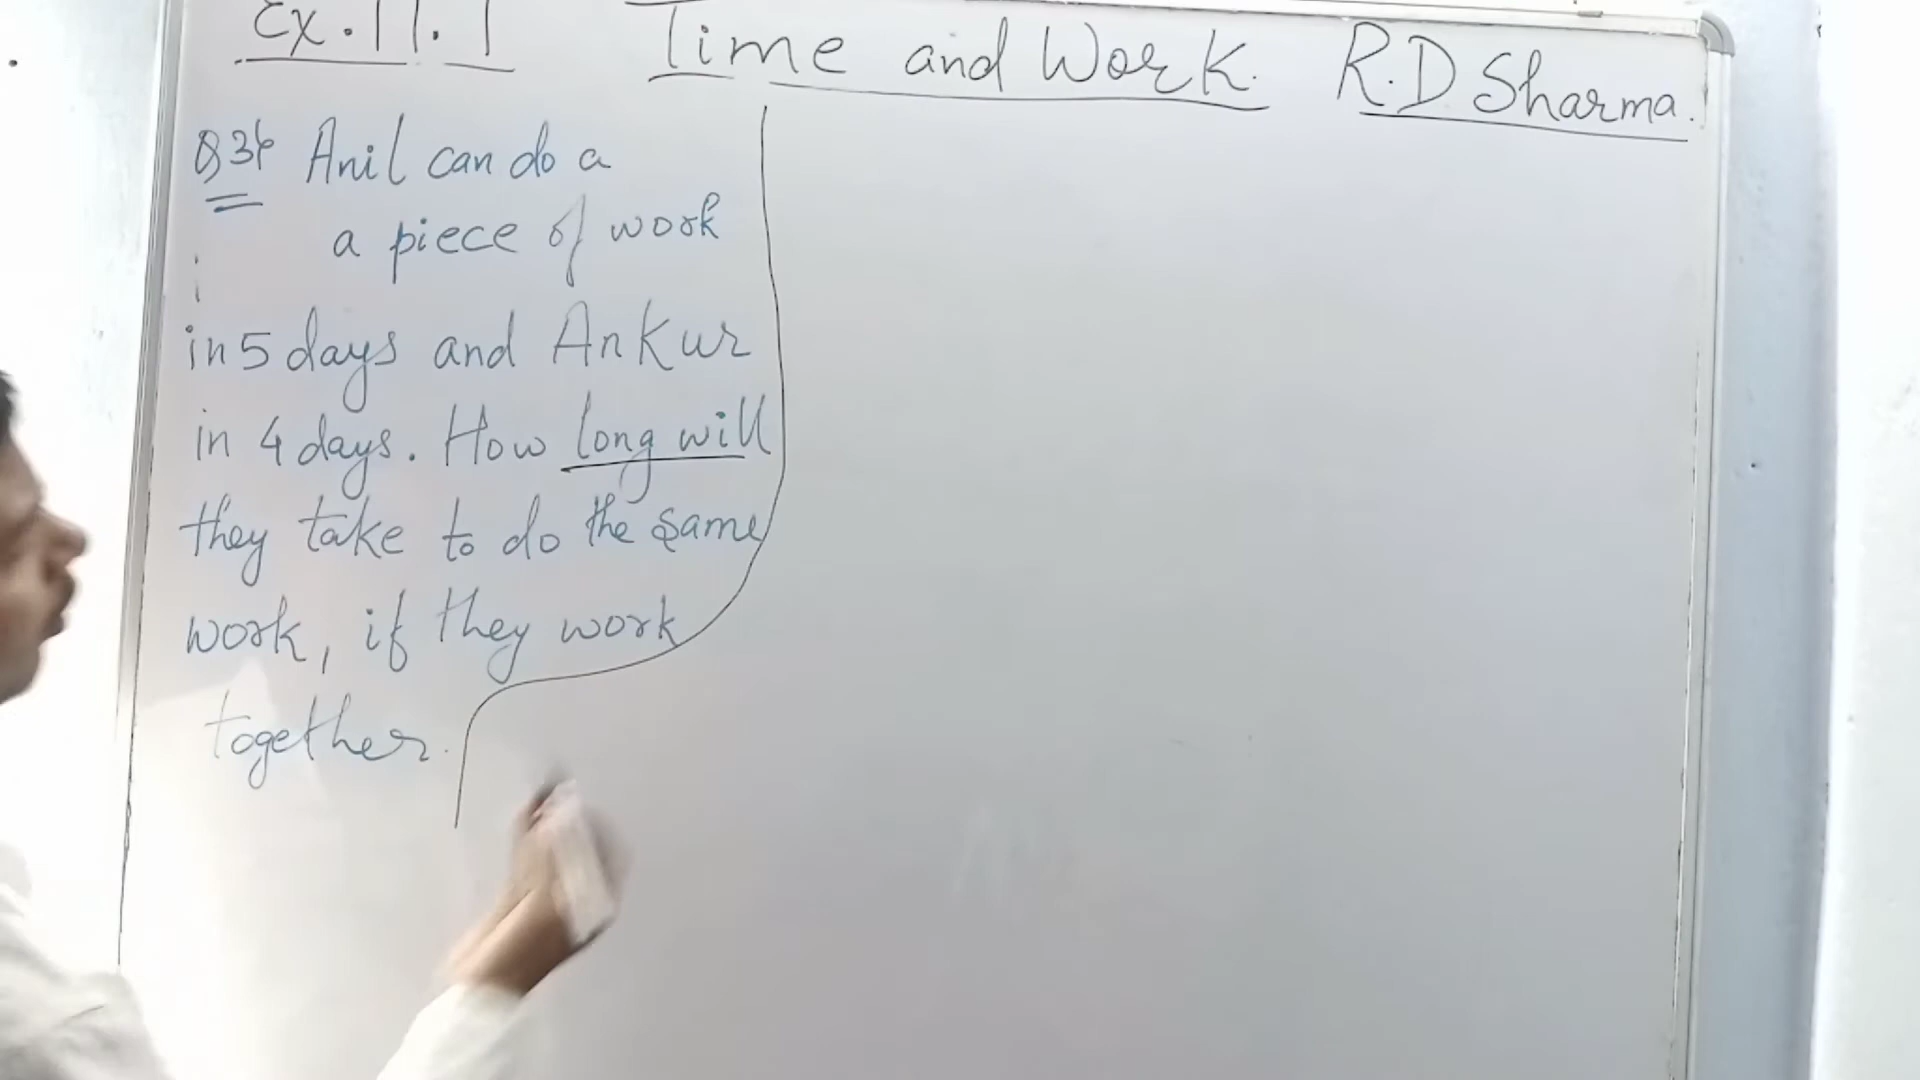 Ex. 11.1 Time and Work. R.D Sharma.
Anil can do a
a piece of work
in 5 days and Ankur
in 4 days. How long will
they take to do the same
work, if they work
together.